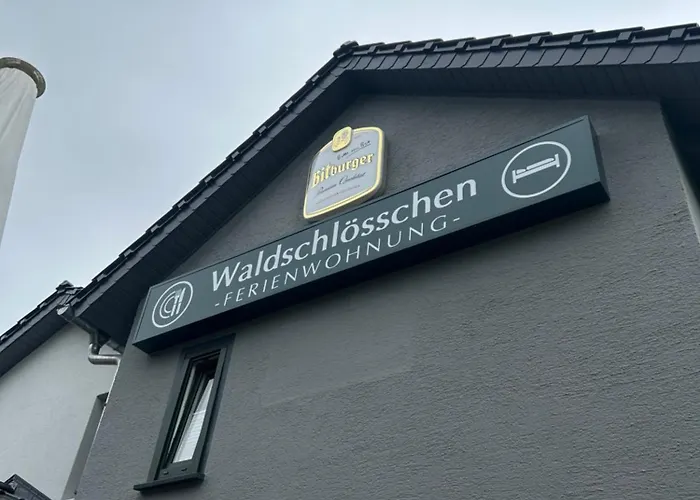 Bitburger
Waldschlösschen
-FERIENWOHNUNG-